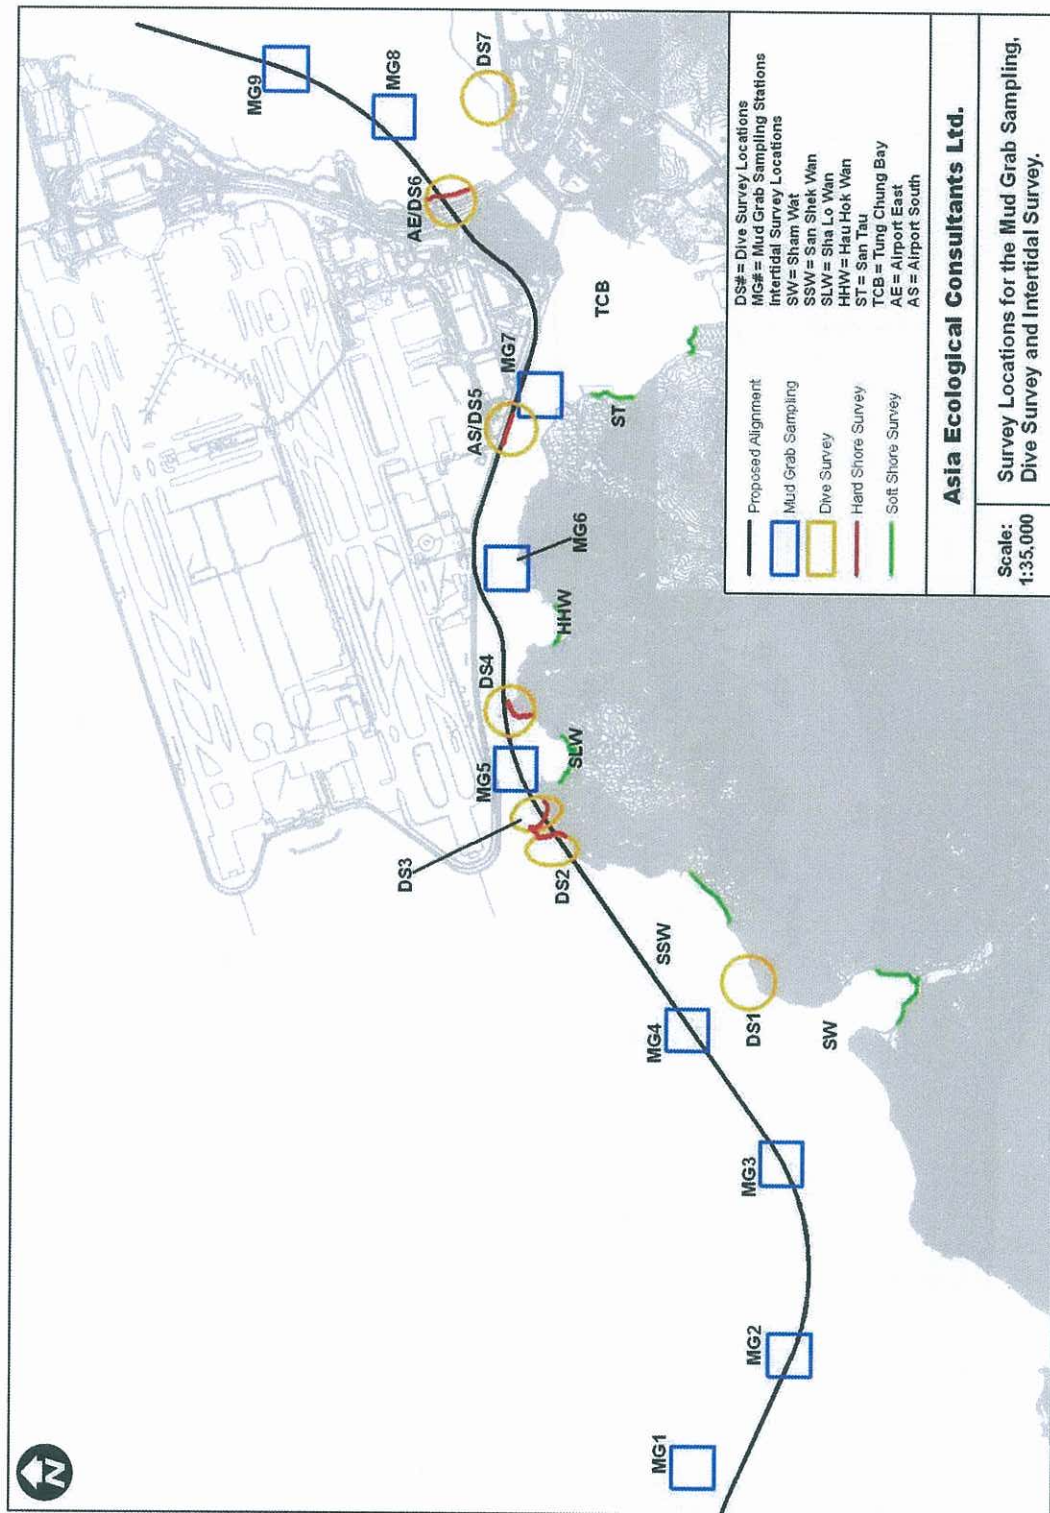 N
MG9
MG8
DS7
AE/DS6
TCB
MG7
AS/DS5
ST
MG6
HHW
DS4
SLW
MG5
DS3
DS2
SSW
DS1
MG4
SW
MG3
MG2
MG1
Proposed Alignment
Mud Grab Sampling
Dive Survey
Hard Shore Survey
Soft Shore Survey
DS# = Dive Survey Locations
MG# = Mud Grab Sampling Stations
Intertidal Survey Locations
SW = Sham Wat
SSW = San Shek Wan
SLW = Sha Lo Wan
HHW = Hau Hok Wan
ST = San Tau
TCB = Tung Chung Bay
AE = Airport East
AS = Airport South
Asia Ecological Consultants Ltd.
Scale:
1:35,000
Survey Locations for the Mud Grab Sampling,
Dive Survey and Intertidal Survey.